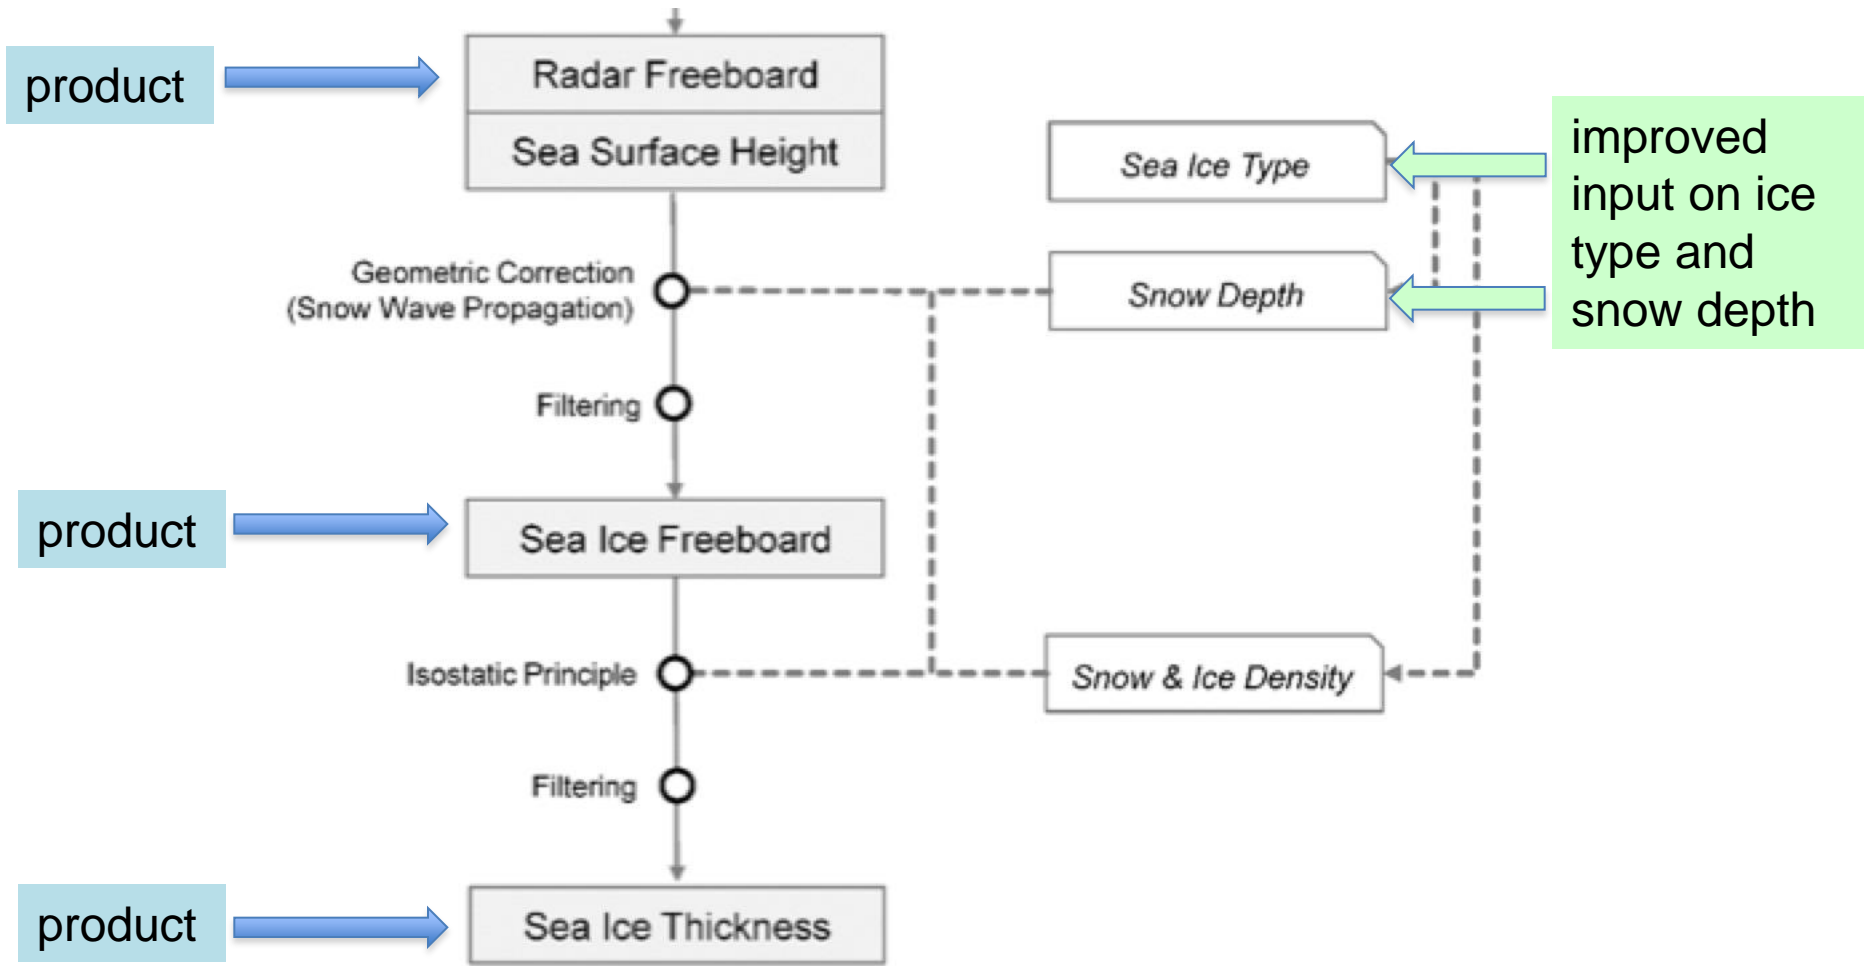 product
Radar Freeboard
Sea Surface Height
Sea Ice Type
improved
input on ice
type and
snow depth
Geometric Correction
(Snow Wave Propagation)
Snow Depth
Filtering
product
Sea Ice Freeboard
Isostatic Principle
Snow & Ice Density
Filtering
product
Sea Ice Thickness